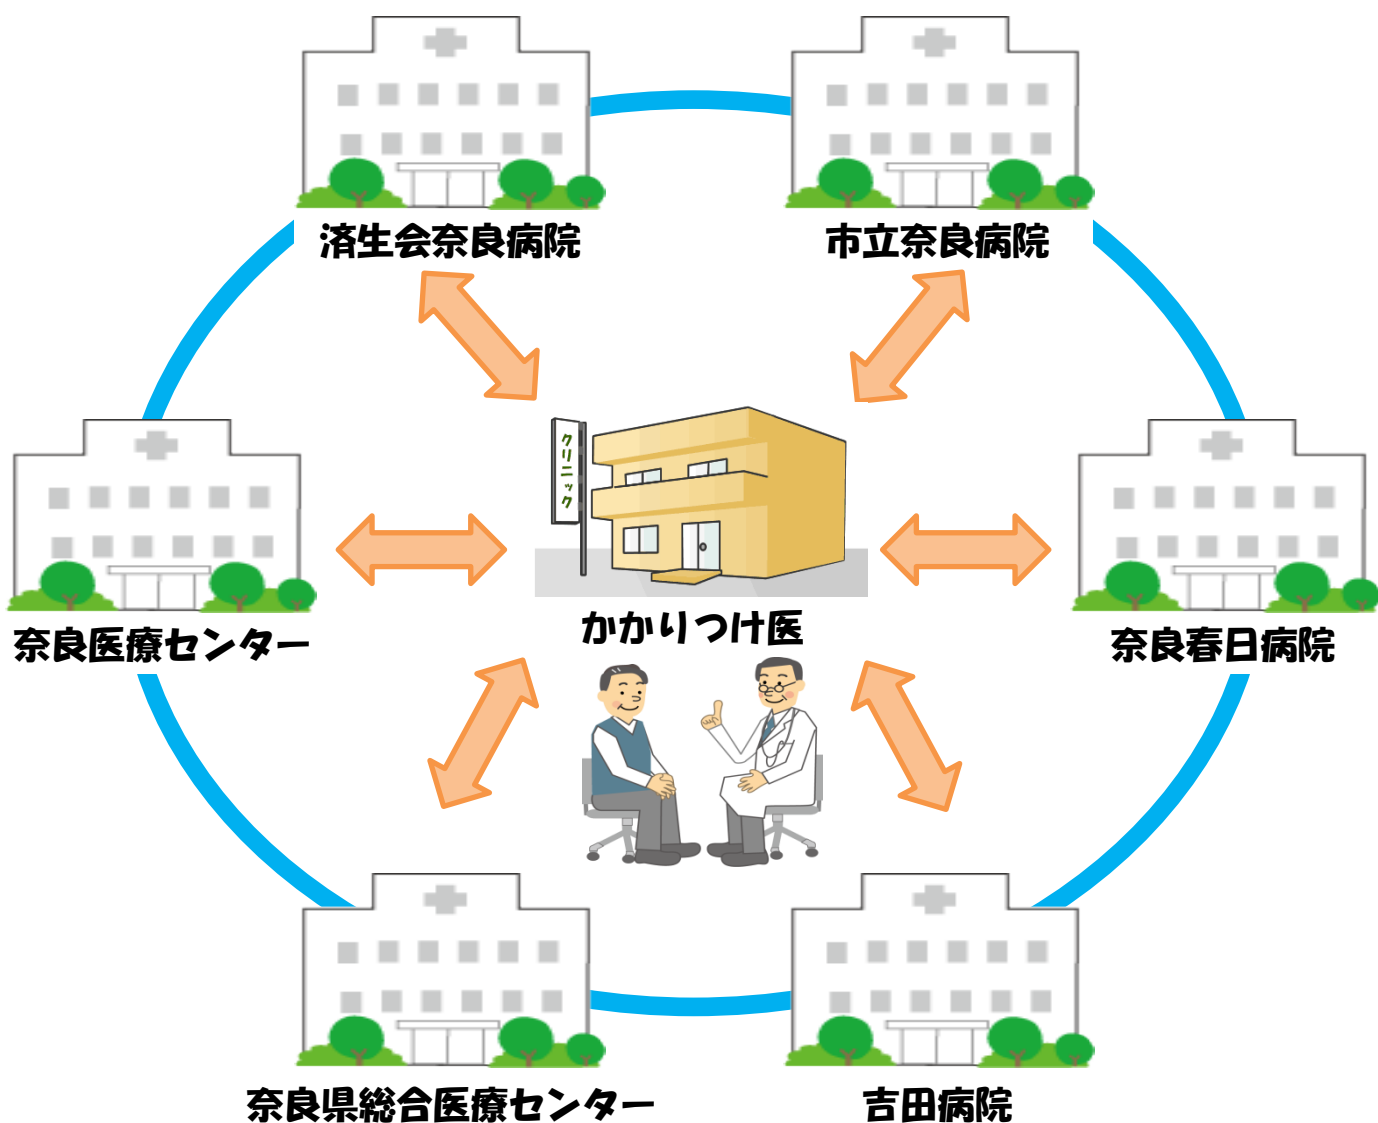 済生会奈良病院
市立奈良病院
クリニック
奈良医療センター
かかりつけ医
奈良春日病院
奈良県総合医療センター
吉田病院